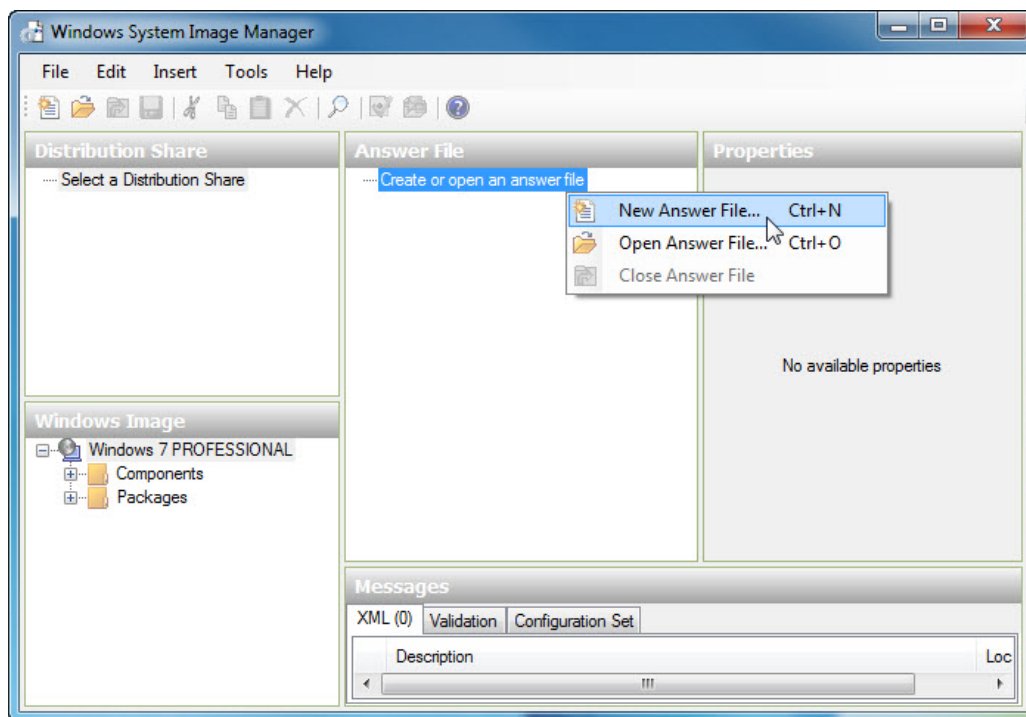 Windows System Image Manager
File Edit Insert Tools Help
Distribution Share
Select a Distribution Share
Answer File
Create or open an answer file
New Answer File... Ctrl+N
Open Answer File... Ctrl+O
Close Answer File
Properties
No available properties
Windows Image
Windows 7 PROFESSIONAL
Components
Packages
Messages
XML (0) Validation Configuration Set
Description Loc